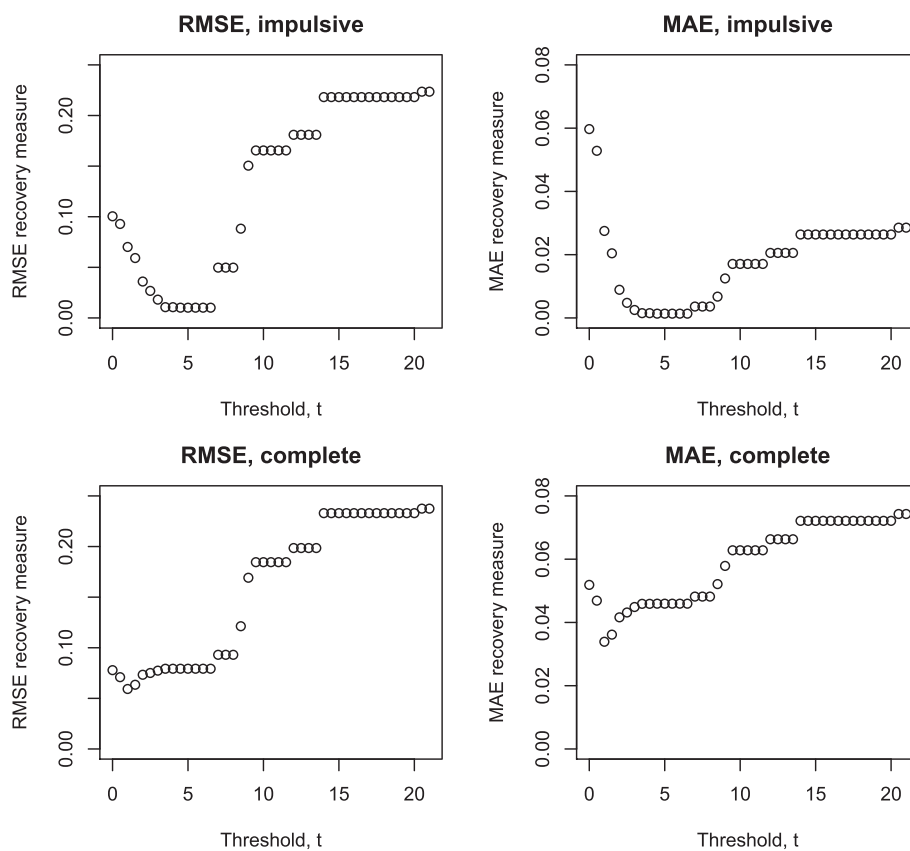 RMSE, impulsive
RMSE recovery measure
0.00 0.10 0.20
0 5 10 15 20
Threshold, t
MAE, impulsive
MAE recovery measure
0.00 0.02 0.04 0.06 0.08
0 5 10 15 20
Threshold, t
RMSE, complete
RMSE recovery measure
0.00 0.10 0.20
0 5 10 15 20
Threshold, t
MAE, complete
MAE recovery measure
0.00 0.02 0.04 0.06 0.08
0 5 10 15 20
Threshold, t